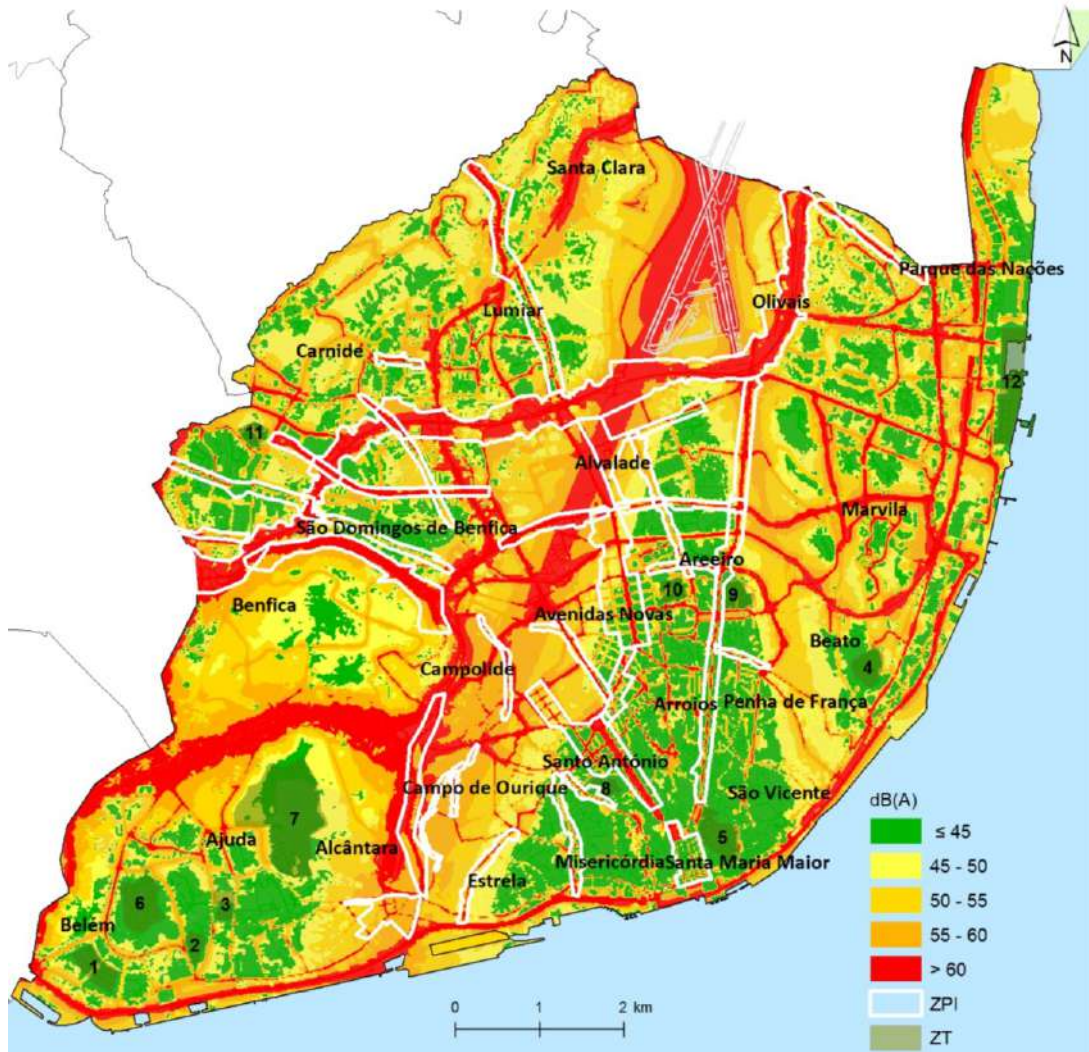 N
Santa Clara
Parque das Nações
Olivais
Lumiar
Carnide
12
11
Alvalade
Marvila
São Domingos de Benfica
Areeiro
10
9
Benfica
Avenidas Novas
Beato
4
Campolide
Arroios
Penha de França
Santo António
Campo de Ourique
8
São Vicente
7
Ajuda
Alcântara
5
Misericórdia
Santa Maria Maior
Estrela
6
3
Belém
2
1
dB(A)
≤ 45
45 - 50
50 - 55
55 - 60
> 60
ZPI
ZT
0 1 2 km